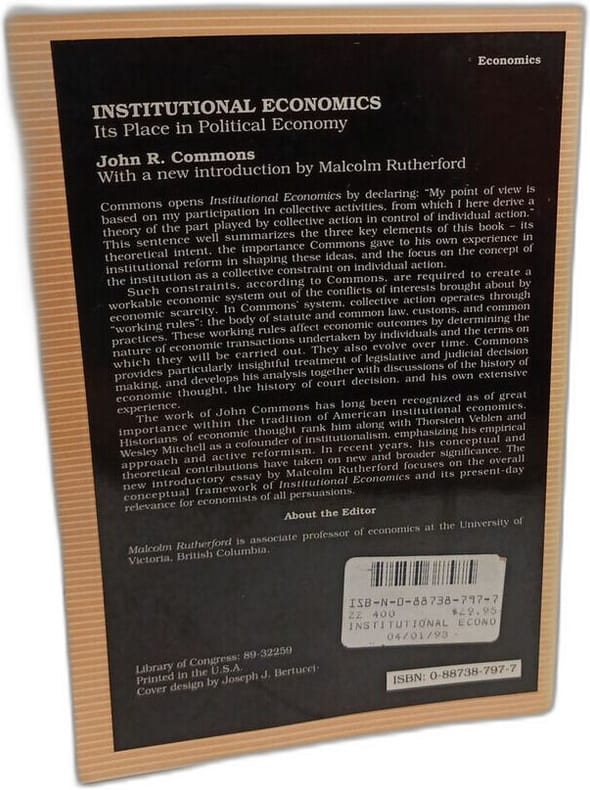 Economics
INSTITUTIONAL ECONOMICS
Its Place in Political Economy
John R. Commons
With a new introduction by Malcolm Rutherford
Commons opens Institutional Economics by declaring: "My point of view is
based on my participation in collective activities, from which I here derive a
theory of the part played by collective action in control of individual action."
This sentence well summarizes the three key elements of this book – its
theoretical intent, the importance Commons gave to his own experience in
institutional reform in shaping these ideas, and the focus on the concept of
the institution as a collective constraint on individual action.
Such constraints, according to Commons, are required to create a
workable economic system out of the conflicts of interests brought about by
economic scarcity. In Commons' system, collective action operates through
"working rules": the body of statute and common law, customs, and common
practices. These working rules affect economic outcomes by determining the
nature of economic transactions undertaken by individuals and the terms on
which they will be carried out. They also evolve over time. Commons
provides particularly insightful treatment of legislative and judicial decision
making, and develops his analysis together with discussions of the history of
economic thought, the history of court decision, and his own extensive
experience.
The work of John Commons has long been recognized as of great
importance within the tradition of American institutional economics.
Historians of economic thought rank him along with Thorstein Veblen and
Wesley Mitchell as a cofounder of institutionalism, emphasizing his empirical
approach and active reformism. In recent years, his conceptual and
theoretical contributions have taken on new and broader significance. The
new introductory essay by Malcolm Rutherford focuses on the overall
conceptual framework of Institutional Economics and its present-day
relevance for economists of all persuasions.
About the Editor
Malcolm Rutherford is associate professor of economics at the University of
Victoria, British Columbia.
ISB-N-0-88738-797-7
22 400 $29.95
INSTITUTIONAL ECONO
04/01/93
Library of Congress: 89-32259
Printed in the U.S.A.
Cover design by Joseph J. Bertucci
ISBN: 0-88738-797-7